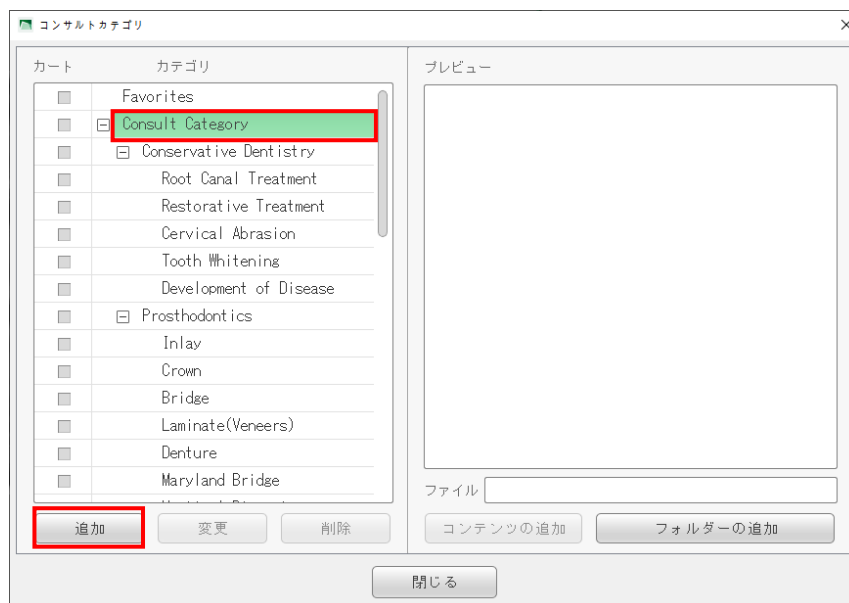 コンサルトカテゴリ
カート カテゴリ
Favorites
Consult Category
Conservative Dentistry
Root Canal Treatment
Restorative Treatment
Cervical Abrasion
Tooth Whitening
Development of Disease
Prosthodontics
Inlay
Crown
Bridge
Laminate(Veneers)
Denture
Maryland Bridge
追加 変更 削除
プレビュー
ファイル
コンテンツの追加 フォルダーの追加
閉じる